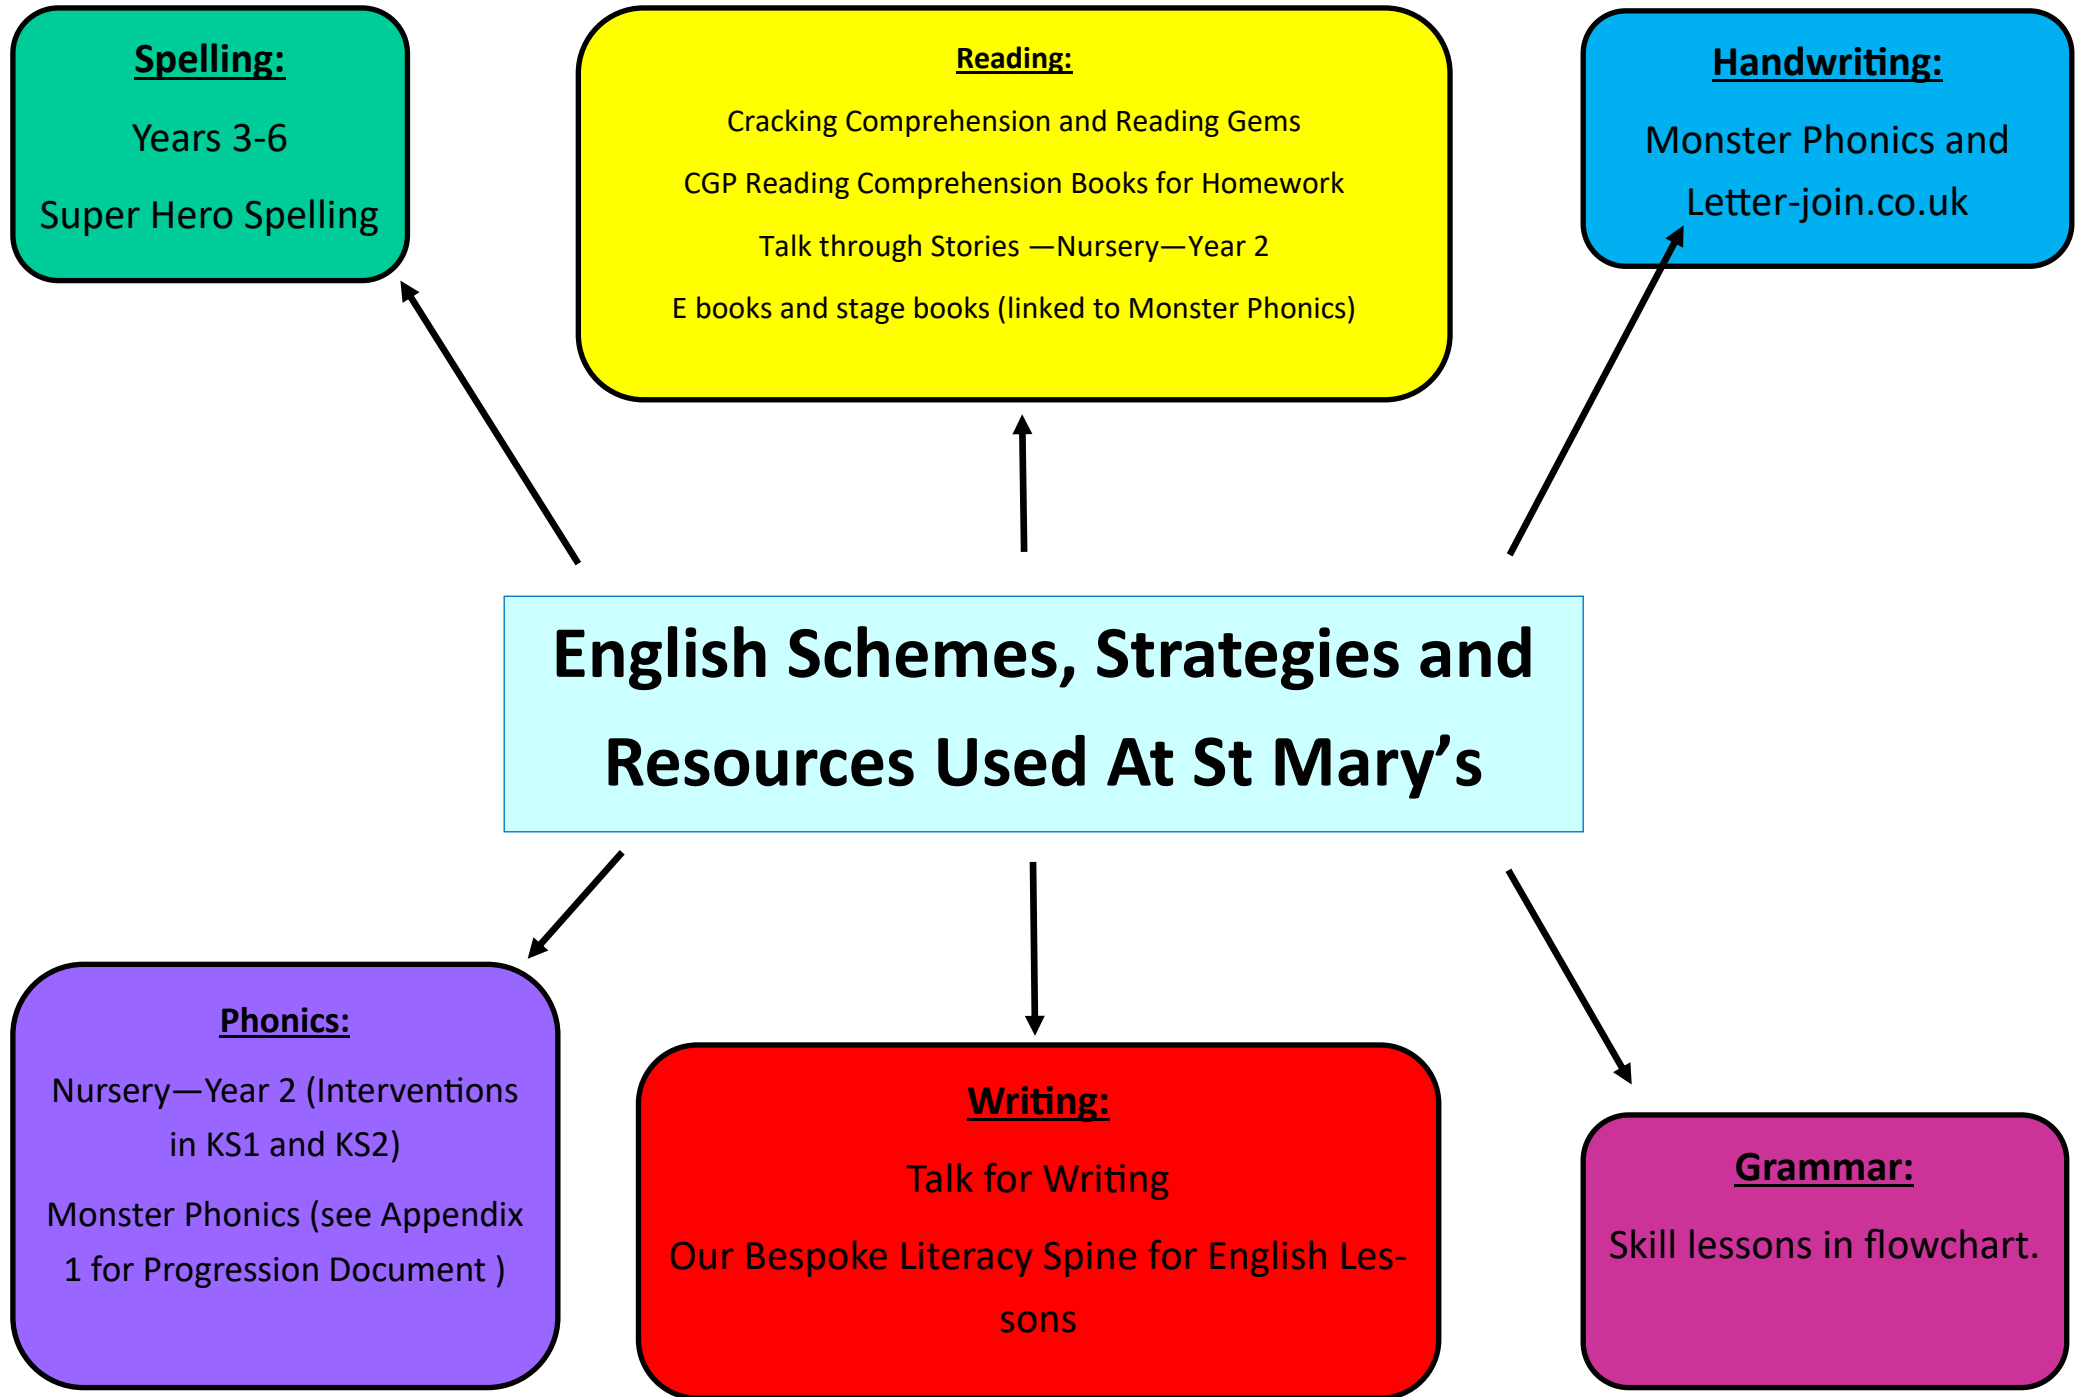 Spelling:
Years 3-6
Super Hero Spelling
Reading:
Cracking Comprehension and Reading Gems
CGP Reading Comprehension Books for Homework
Talk through Stories —Nursery—Year 2
E books and stage books (linked to Monster Phonics)
Handwriting:
Monster Phonics and
Letter-join.co.uk
English Schemes, Strategies and
Resources Used At St Mary’s
Phonics:
Nursery—Year 2 (Interventions
in KS1 and KS2)
Monster Phonics (see Appendix
1 for Progression Document )
Writing:
Talk for Writing
Our Bespoke Literacy Spine for English Les-
sons
Grammar:
Skill lessons in flowchart.